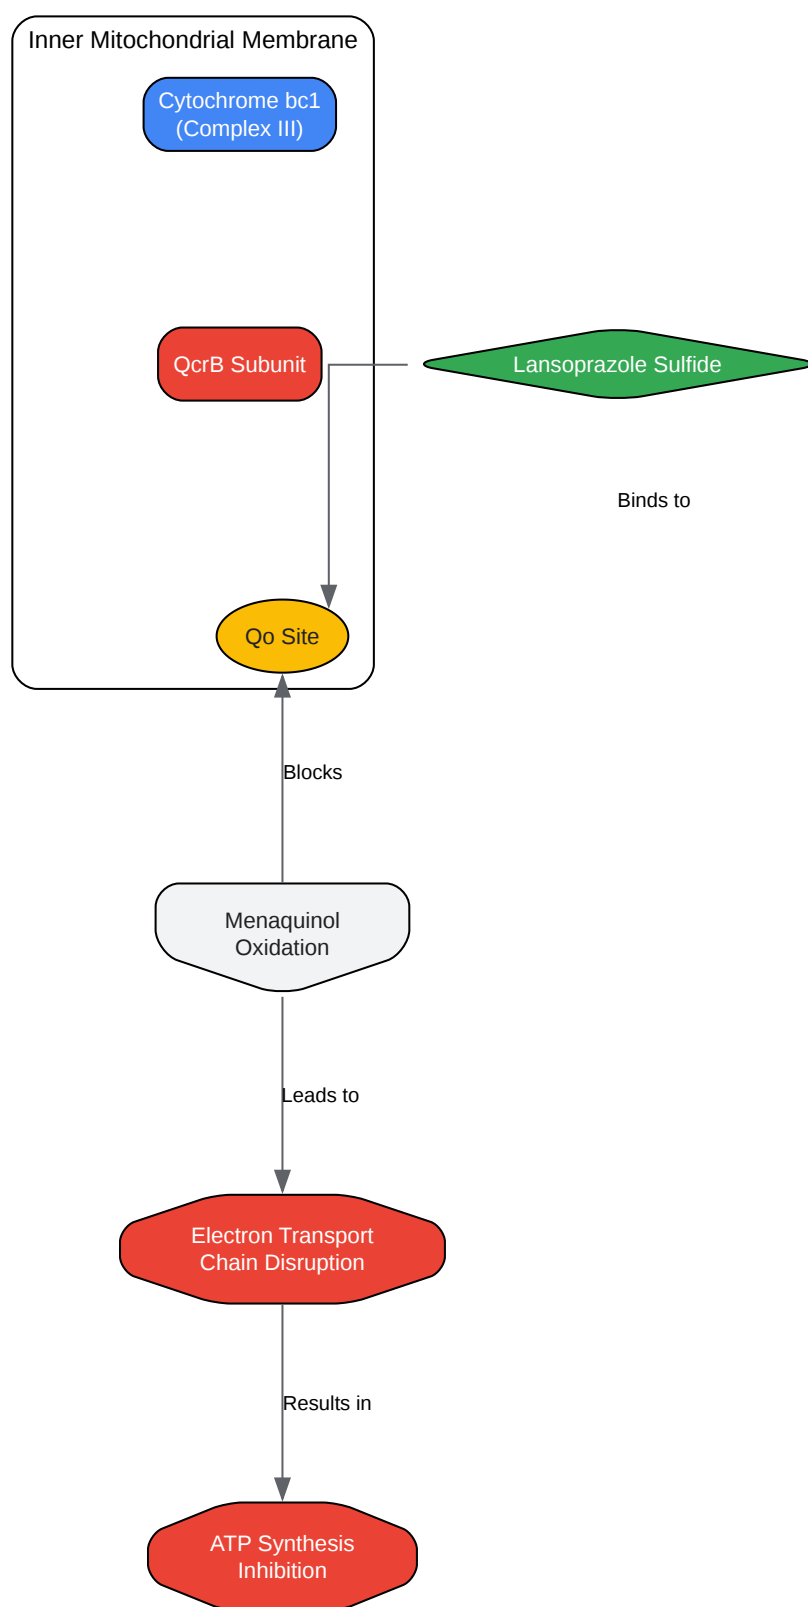 Inner Mitochondrial Membrane
Cytochrome bc1
(Complex III)
QcrB Subunit
Lansoprazole Sulfide
Binds to
Qo Site
Blocks
Menaquinol
Oxidation
Leads to
Electron Transport
Chain Disruption
Results in
ATP Synthesis
Inhibition